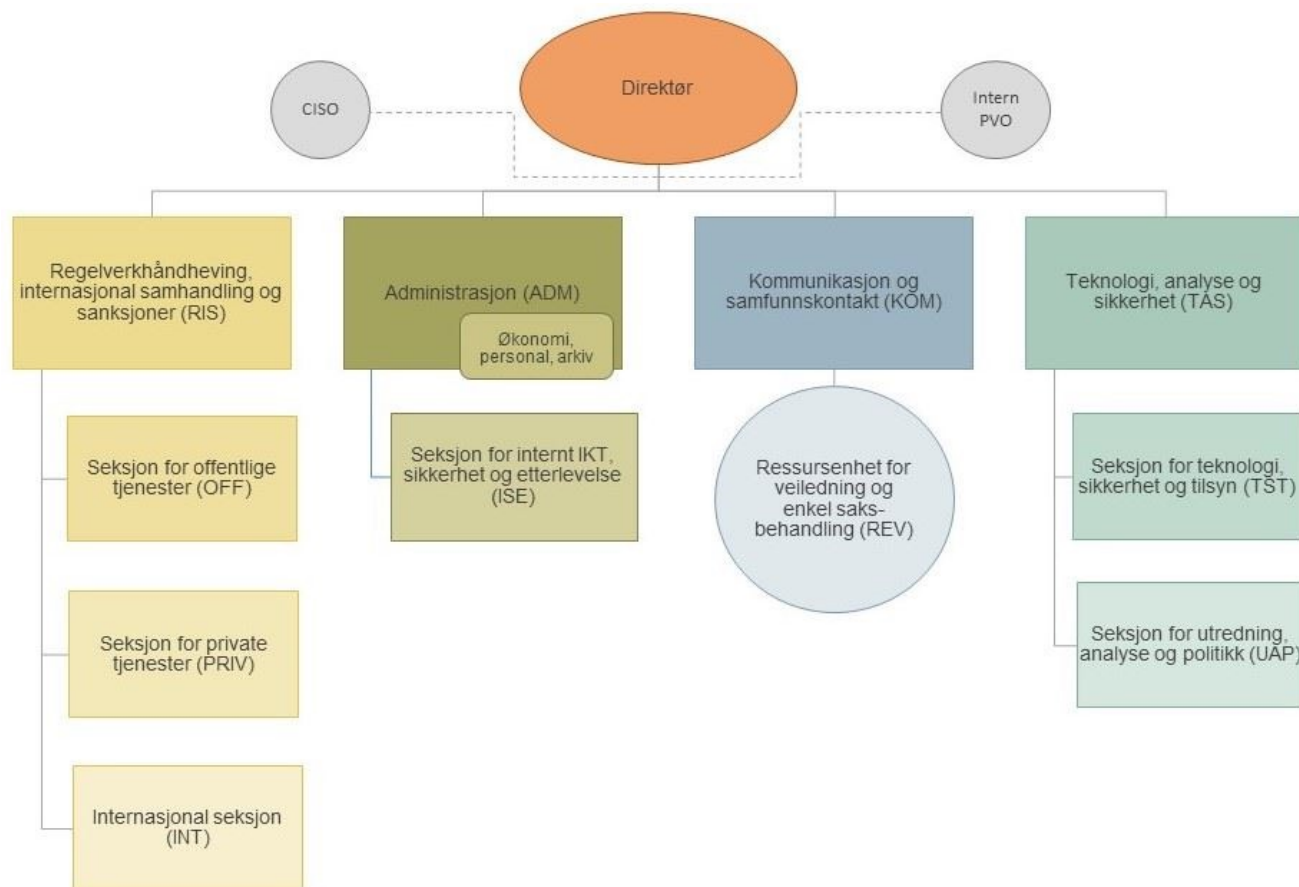 Direktør
CISO
Intern
PVO
Regelverkhåndheving,
internasjonal samhandling og
sanksjoner (RIS)
Administrasjon (ADM)
Økonomi,
personal, arkiv
Kommunikasjon og
samfunnskontakt (KOM)
Teknologi, analyse og
sikkerhet (TAS)
Seksjon for offentlige
tjenester (OFF)
Seksjon for internt IKT,
sikkerhet og etterlevelse
(ISE)
Ressursenhet for
veiledning og
enkel saks-
behandling (REV)
Seksjon for teknologi,
sikkerhet og tilsyn (TST)
Seksjon for private
tjenester (PRIV)
Seksjon for utredning,
analyse og politikk (UAP)
Internasjonal seksjon
(INT)